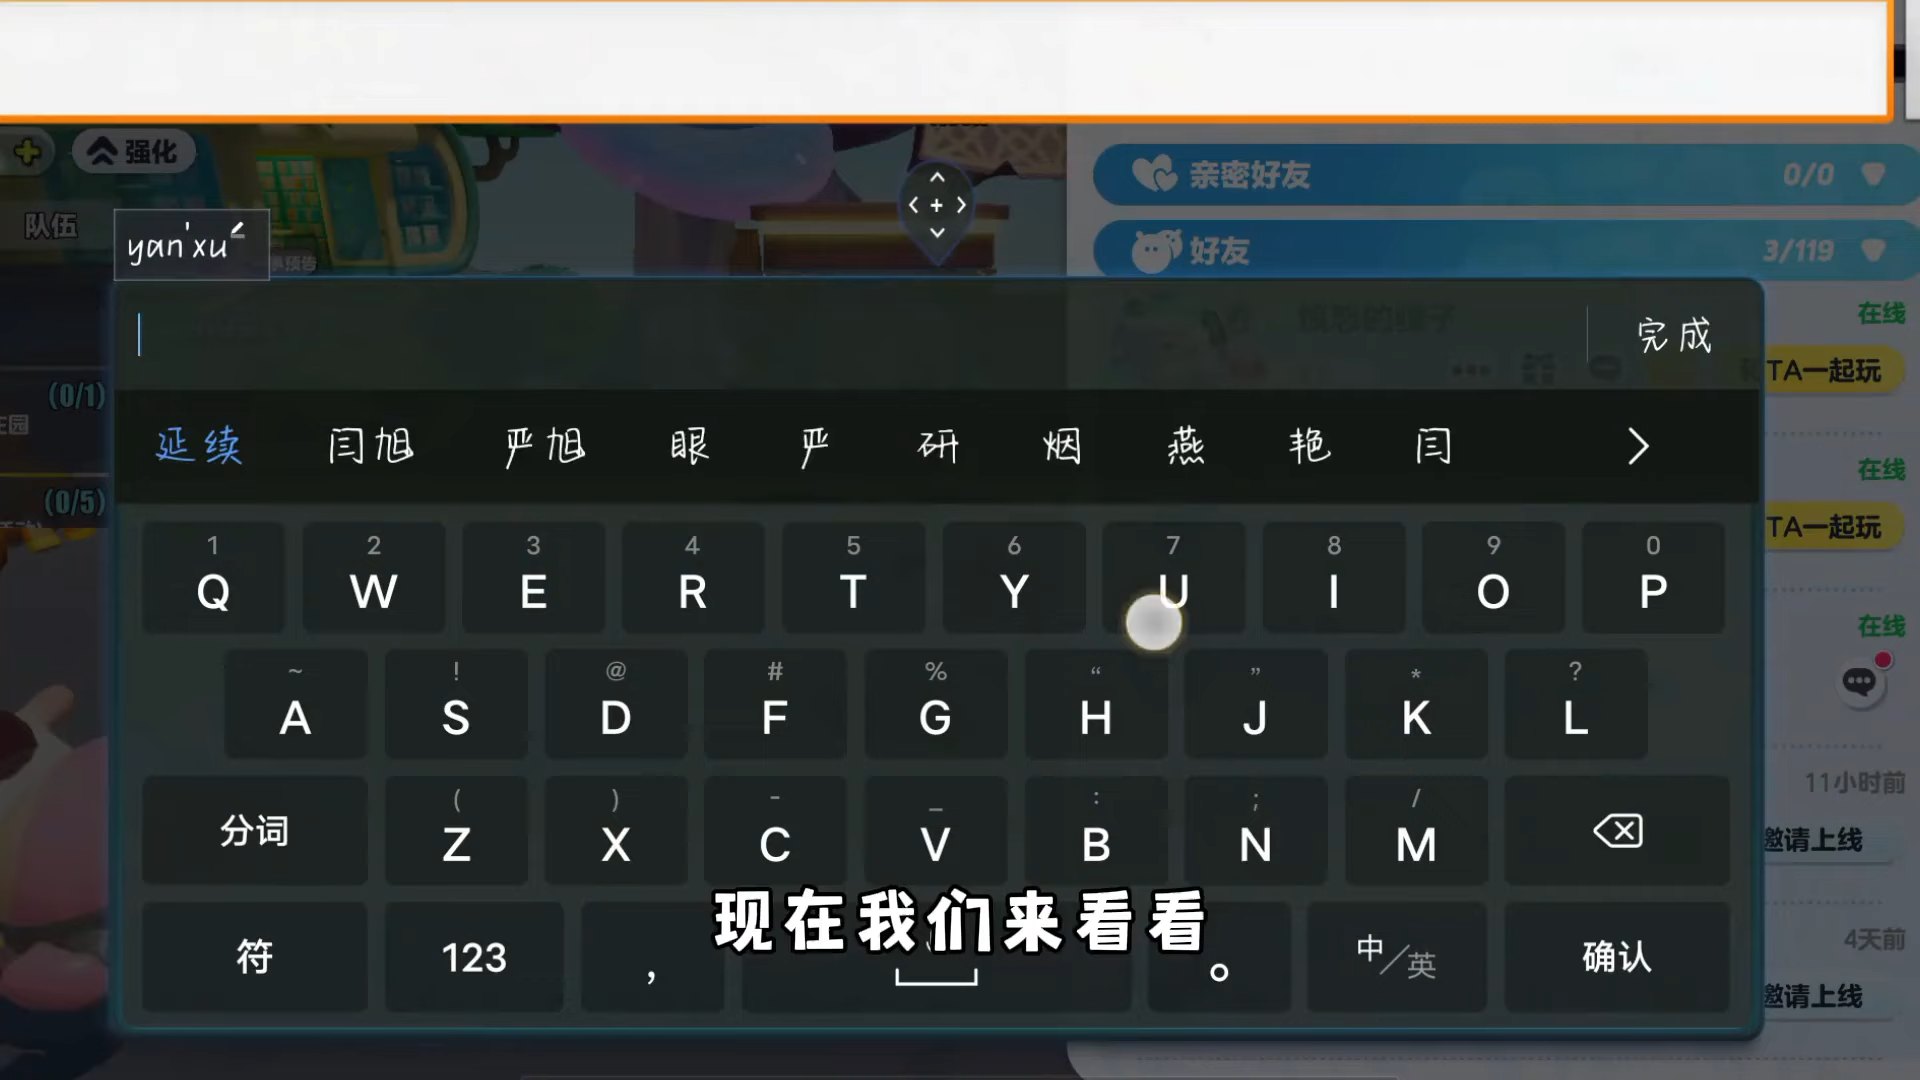 强化
亲密好友 0/0
队伍
yan'xu
好友 3/119
在线
完成
(0/1)
TA一起玩
延续 闫旭 严旭 眼 严 研 烟 燕 艳 闫
在线
(0/5)
TA一起玩
1 2 3 4 5 6 7 8 9 0
Q W E R T Y U I O P
在线
~ ! @ # % “ ” * ?
A S D F G H J K L
11小时前
( ) - _ : ; /
分词 Z X C V B N M
邀请上线
现在我们来看看
4天前
符 123 , 。 中/英 确认
邀请上线